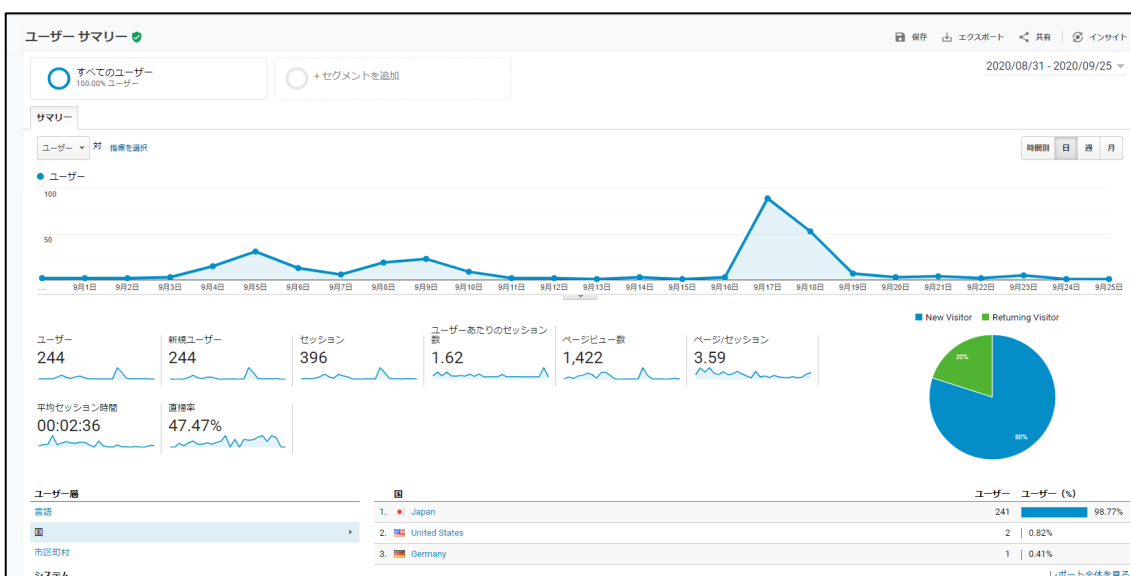 ユーザー サマリー
保存 エクスポート 共有 インサイト
すべてのユーザー
100.00% ユーザー
+ セグメントを追加
2020/08/31 - 2020/09/25
サマリー
ユーザー 対 指標を選択
時間別 日 週 月
ユーザー
100
50
... 9月1日 9月2日 9月3日 9月4日 9月5日 9月6日 9月7日 9月8日 9月9日 9月10日 9月11日 9月12日 9月13日 9月14日 9月15日 9月16日 9月17日 9月18日 9月19日 9月20日 9月21日 9月22日 9月23日 9月24日 9月25日
New Visitor Returning Visitor
ユーザー
244
新規ユーザー
244
セッション
396
ユーザーあたりのセッション
数
1.62
ページビュー数
1,422
ページ/セッション
3.59
20%
80%
平均セッション時間
00:02:36
直帰率
47.47%
ユーザー層
言語
国
市区町村
システム
国 ユーザー ユーザー (%)
1. Japan 241 98.77%
2. United States 2 0.82%
3. Germany 1 0.41%
レポート全体を見る